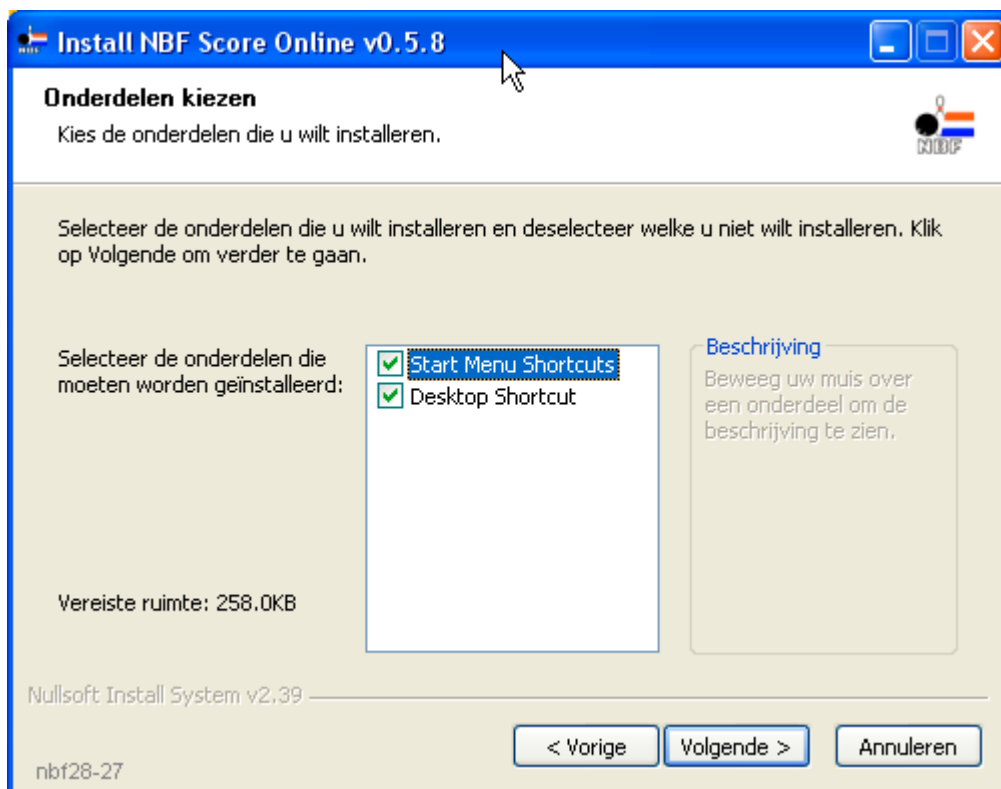 Install NBF Score Online v0.5.8
Onderdelen kiezen
Kies de onderdelen die u wilt installeren.
NBF
Selecteer de onderdelen die u wilt installeren en deselecteer welke u niet wilt installeren. Klik
op Volgende om verder te gaan.
Selecteer de onderdelen die
moeten worden geïnstalleerd:
Start Menu Shortcuts
Desktop Shortcut
Beschrijving
Beweeg uw muis over
een onderdeel om de
beschrijving te zien.
Vereiste ruimte: 258.0KB
Nullsoft Install System v2.39
< Vorige
Volgende >
Annuleren
nbf28-27